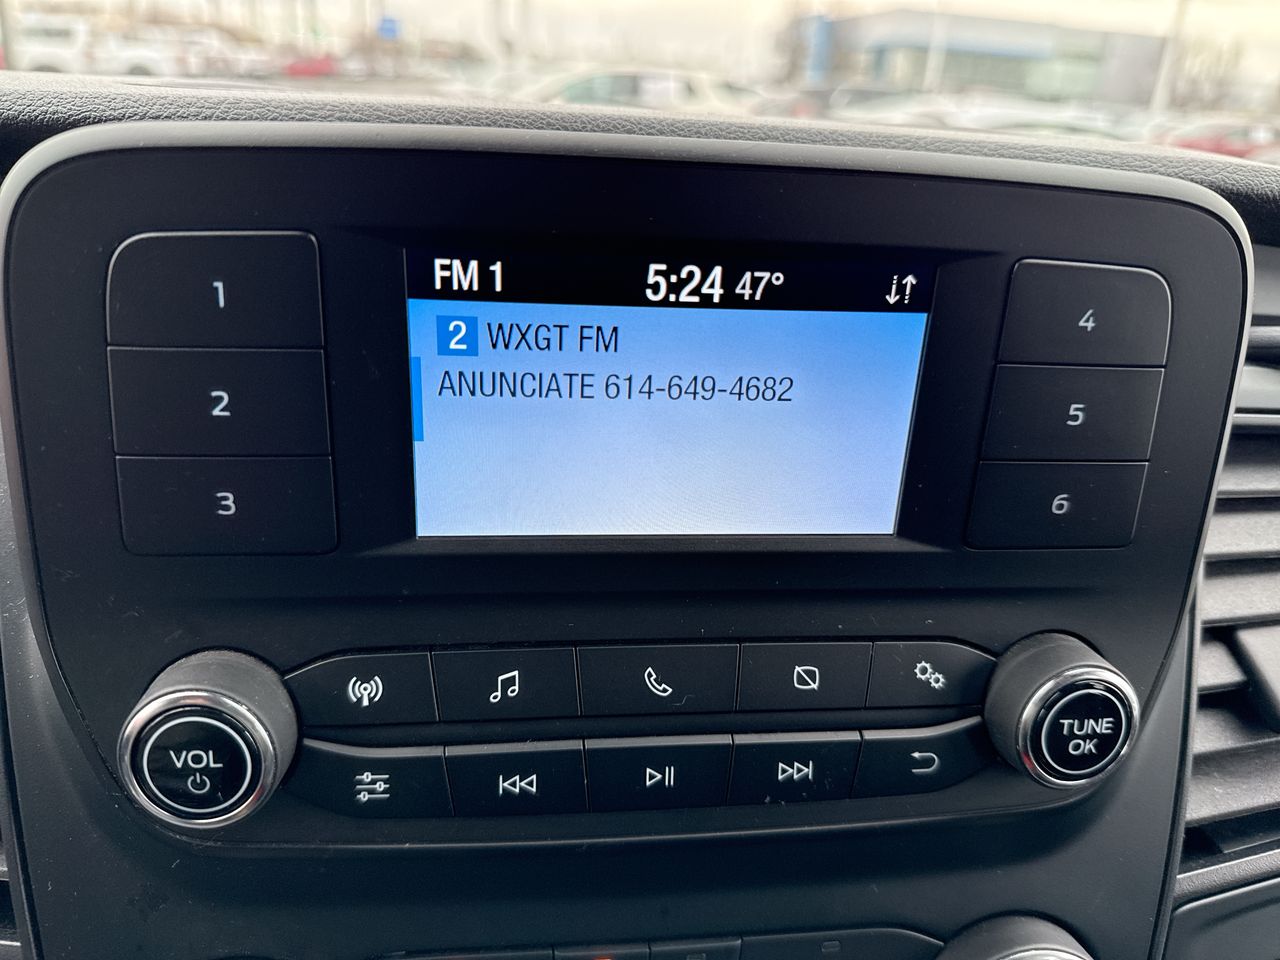 FM 1 5:24 47°
2 WXGT FM
ANUNCIATE 614-649-4682
1
2
3
4
5
6
VOL
TUNE
OK